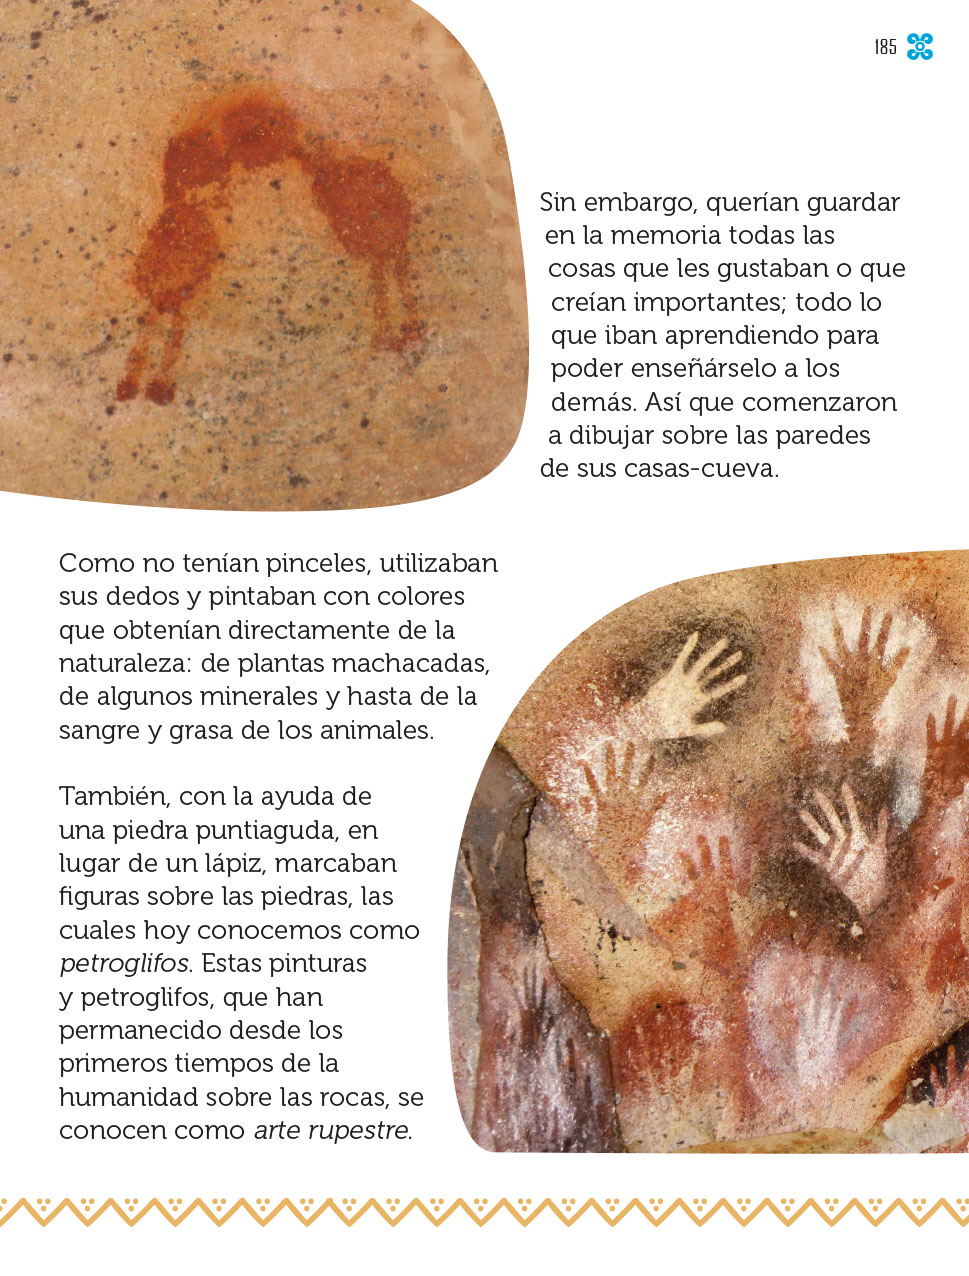 185
Sin embargo, querían guardar
en la memoria todas las
cosas que les gustaban o que
creían importantes; todo lo
que iban aprendiendo para
poder enseñárselo a los
demás. Así que comenzaron
a dibujar sobre las paredes
de sus casas-cueva.
Como no tenían pinceles, utilizaban
sus dedos y pintaban con colores
que obtenían directamente de la
naturaleza: de plantas machacadas,
de algunos minerales y hasta de la
sangre y grasa de los animales.
También, con la ayuda de
una piedra puntiaguda, en
lugar de un lápiz, marcaban
figuras sobre las piedras, las
cuales hoy conocemos como
petroglifos. Estas pinturas
y petroglifos, que han
permanecido desde los
primeros tiempos de la
humanidad sobre las rocas, se
conocen como arte rupestre.